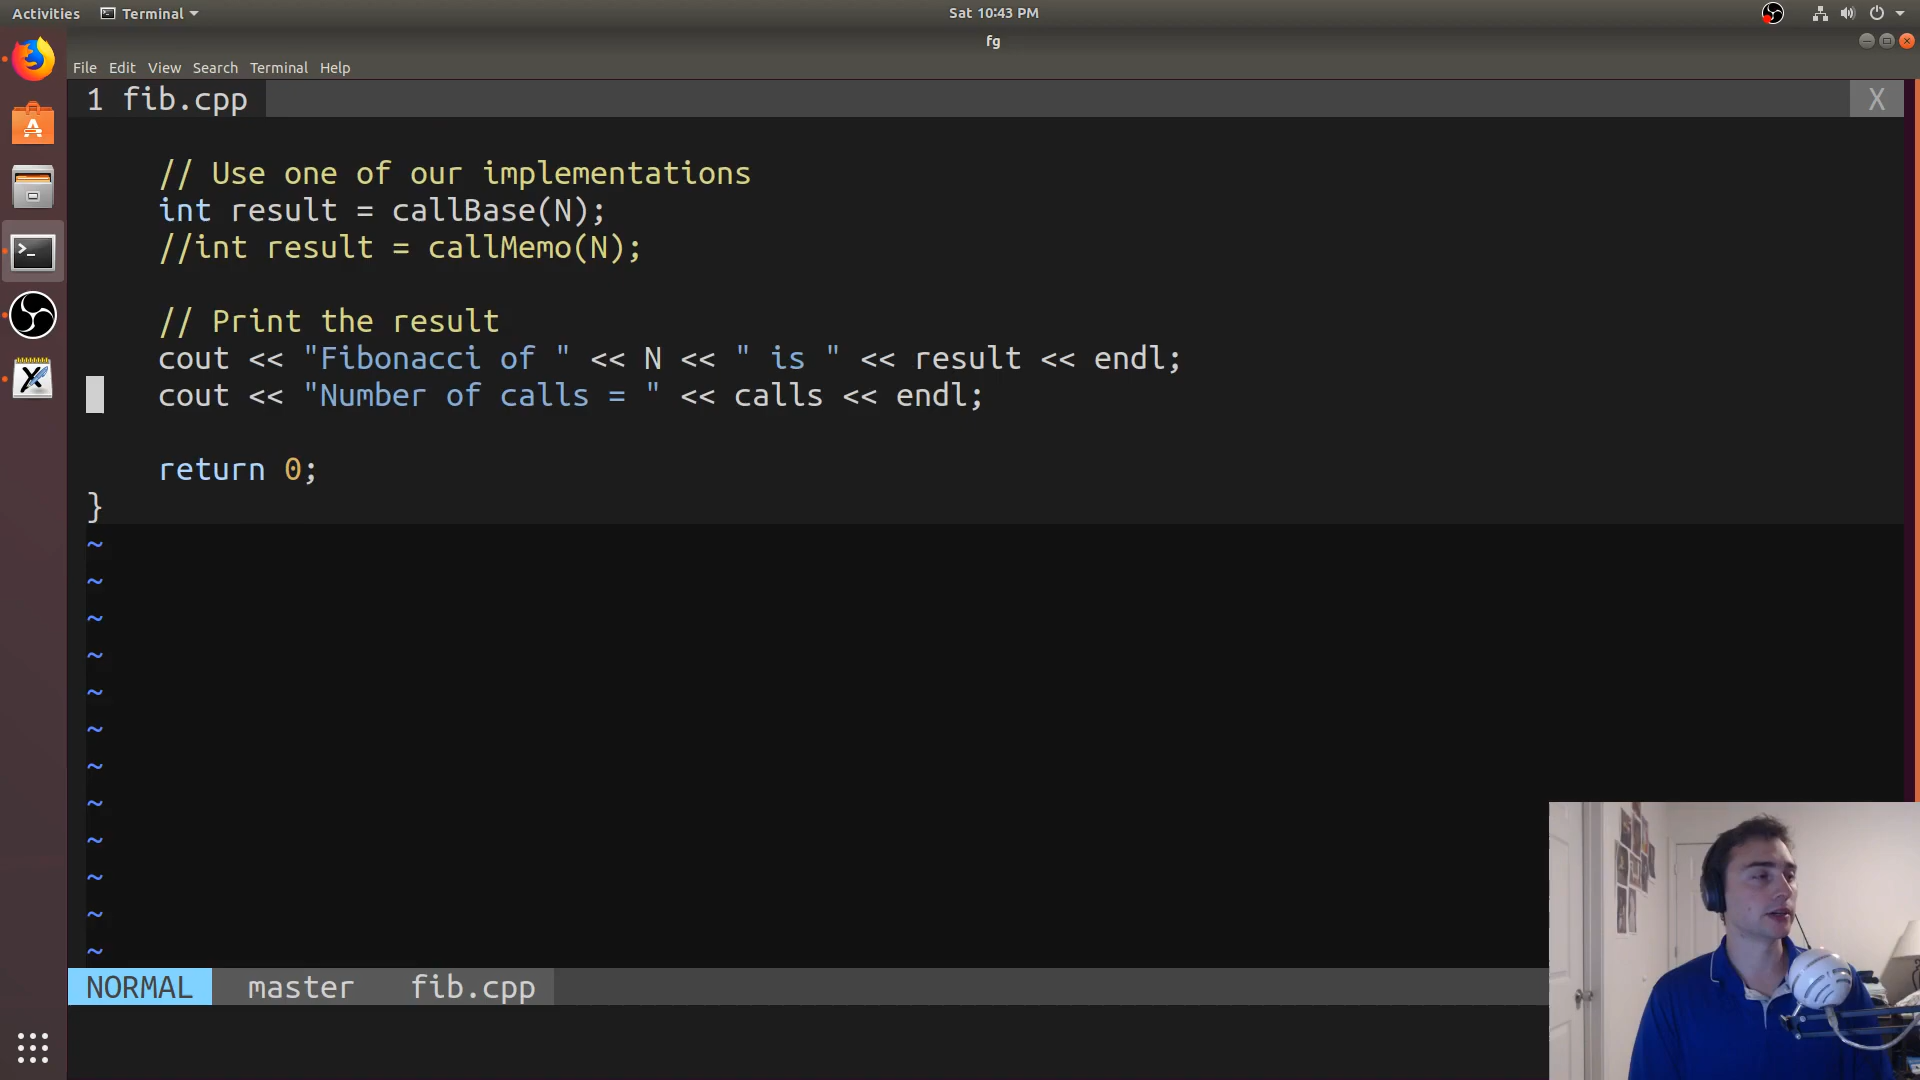 Activities Terminal Sat 10:43 PM
fg
File Edit View Search Terminal Help
1 fib.cpp X
// Use one of our implementations
int result = callBase(N);
//int result = callMemo(N);
// Print the result
cout << "Fibonacci of " << N << " is " << result << endl;
cout << "Number of calls = " << calls << endl;
return 0;
}
~
~
~
~
~
~
~
~
~
~
~
~
NORMAL master fib.cpp